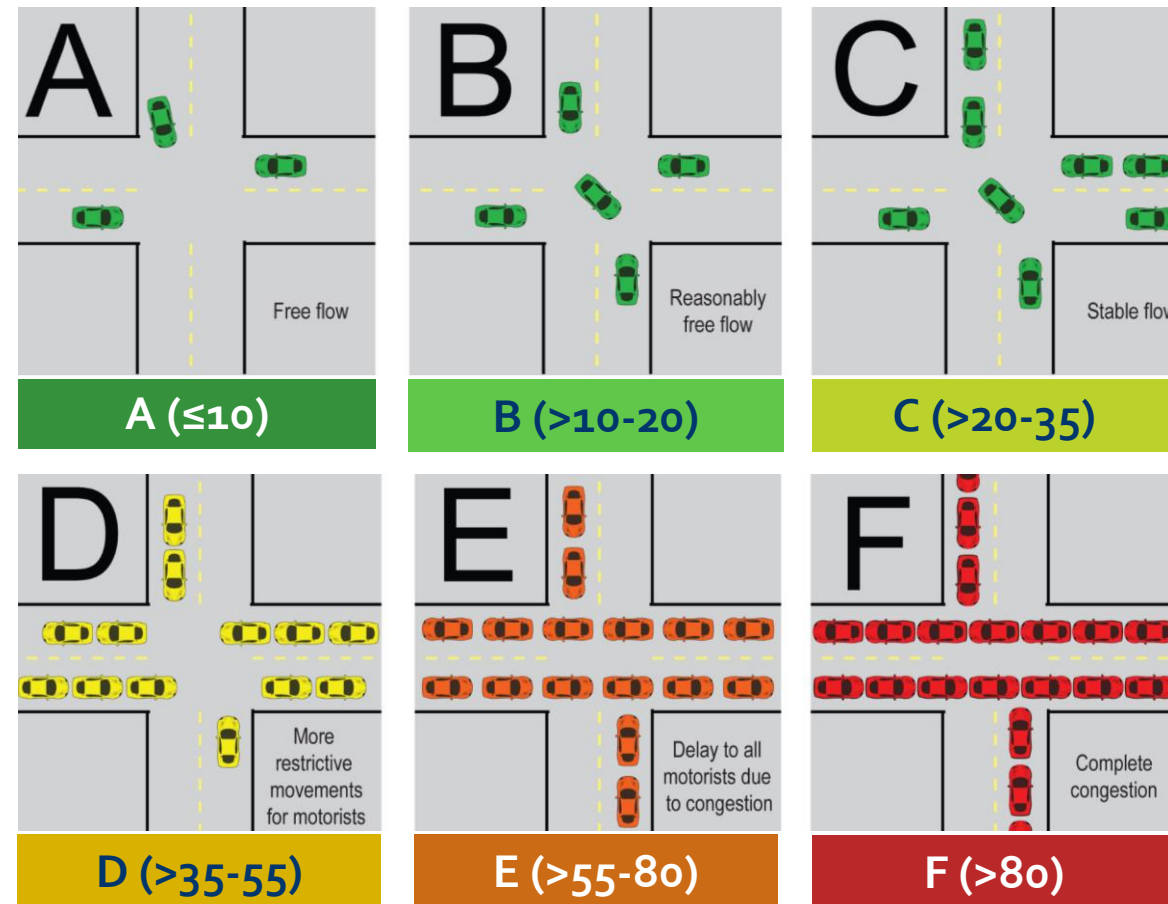 A
Free flow
A (≤10)
B
Reasonably
free flow
B (>10-20)
C
Stable flow
C (>20-35)
D
More
restrictive
movements
for motorists
D (>35-55)
E
Delay to all
motorists due
to congestion
E (>55-80)
F
Complete
congestion
F (>80)